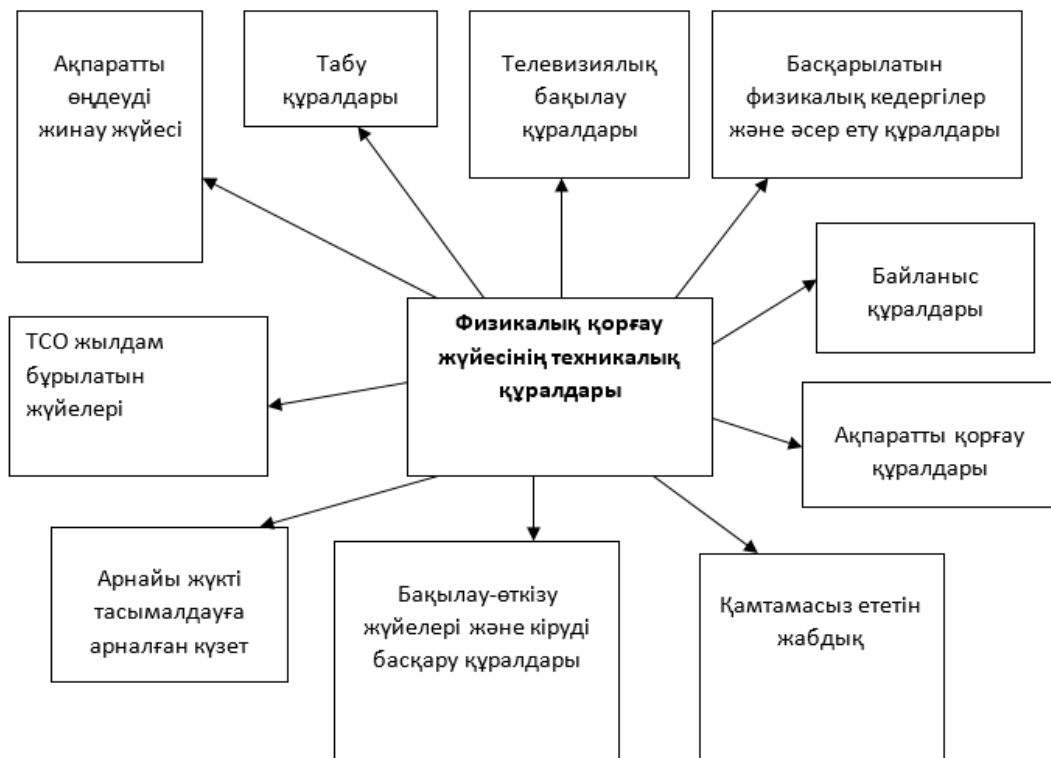 Ақпаратты
өңдеуді
жинау жүйесі
Табу
құралдары
Телевизиялық
бақылау
құралдары
Басқарылатын
физикалық кедергілер
және әсер ету құралдары
Байланыс
құралдары
Физикалық қорғау
жүйесінің техникалық
құралдары
ТСО жылдам
бұрылатын
жүйелері
Ақпаратты қорғау
құралдары
Арнайы жүкті
тасымалдауға
арналған күзет
Бақылау-өткізу
жүйелері және кіруді
басқару құралдары
Қамтамасыз ететін
жабдық